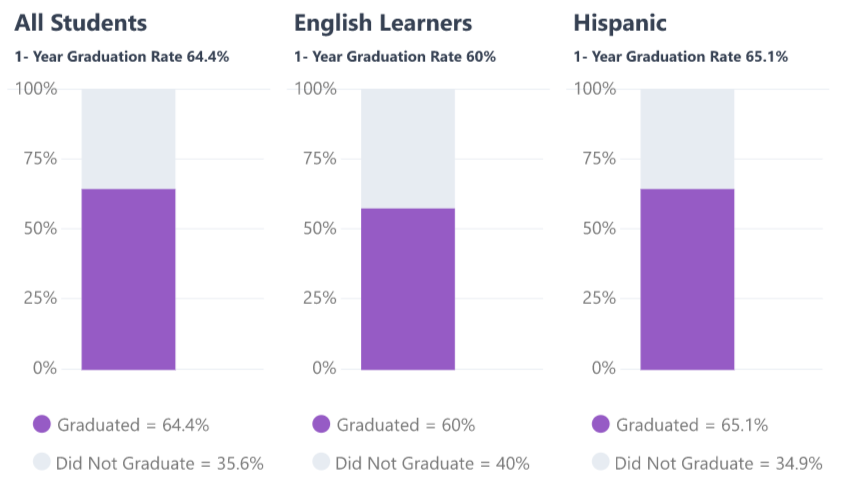 All Students
1- Year Graduation Rate 64.4%
100%
75%
50%
25%
0%
Graduated = 64.4%
Did Not Graduate = 35.6%
English Learners
1- Year Graduation Rate 60%
100%
75%
50%
25%
0%
Graduated = 60%
Did Not Graduate = 40%
Hispanic
1- Year Graduation Rate 65.1%
100%
75%
50%
25%
0%
Graduated = 65.1%
Did Not Graduate = 34.9%